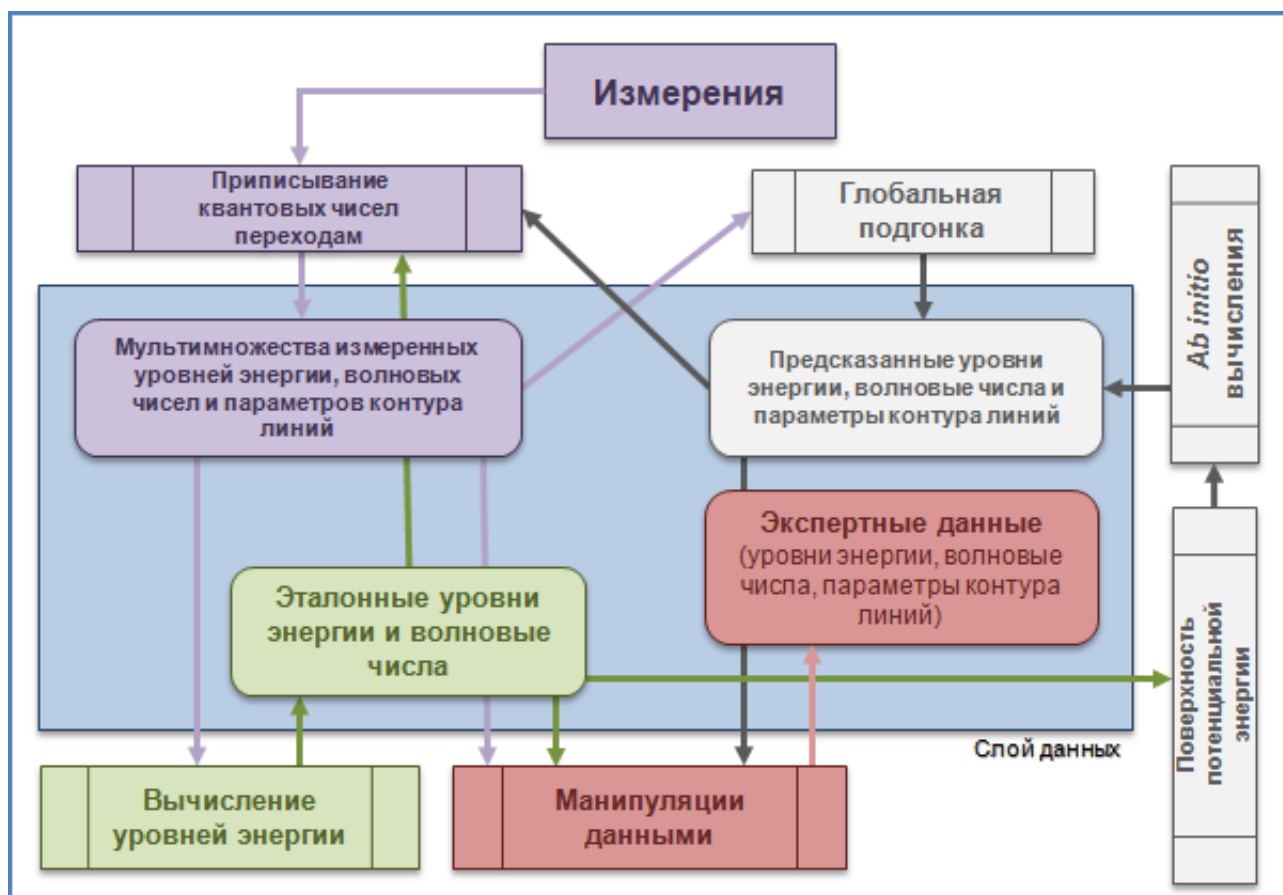 Измерения
Приписывание
квантовых чисел
переходам
Глобальная
подгонка
Ab initio
вычисления
Мультимножества измеренных
уровней энергии, волновых
чисел и параметров контура
линий
Предсказанные уровни
энергии, волновые числа и
параметры контура линий
Экспертные данные
(уровни энергии, волновые
числа, параметры контура
линий)
Эталонные уровни
энергии и волновые
числа
Поверхность
потенциальной
энергии
Слой данных
Вычисление
уровней энергии
Манипуляции
данными